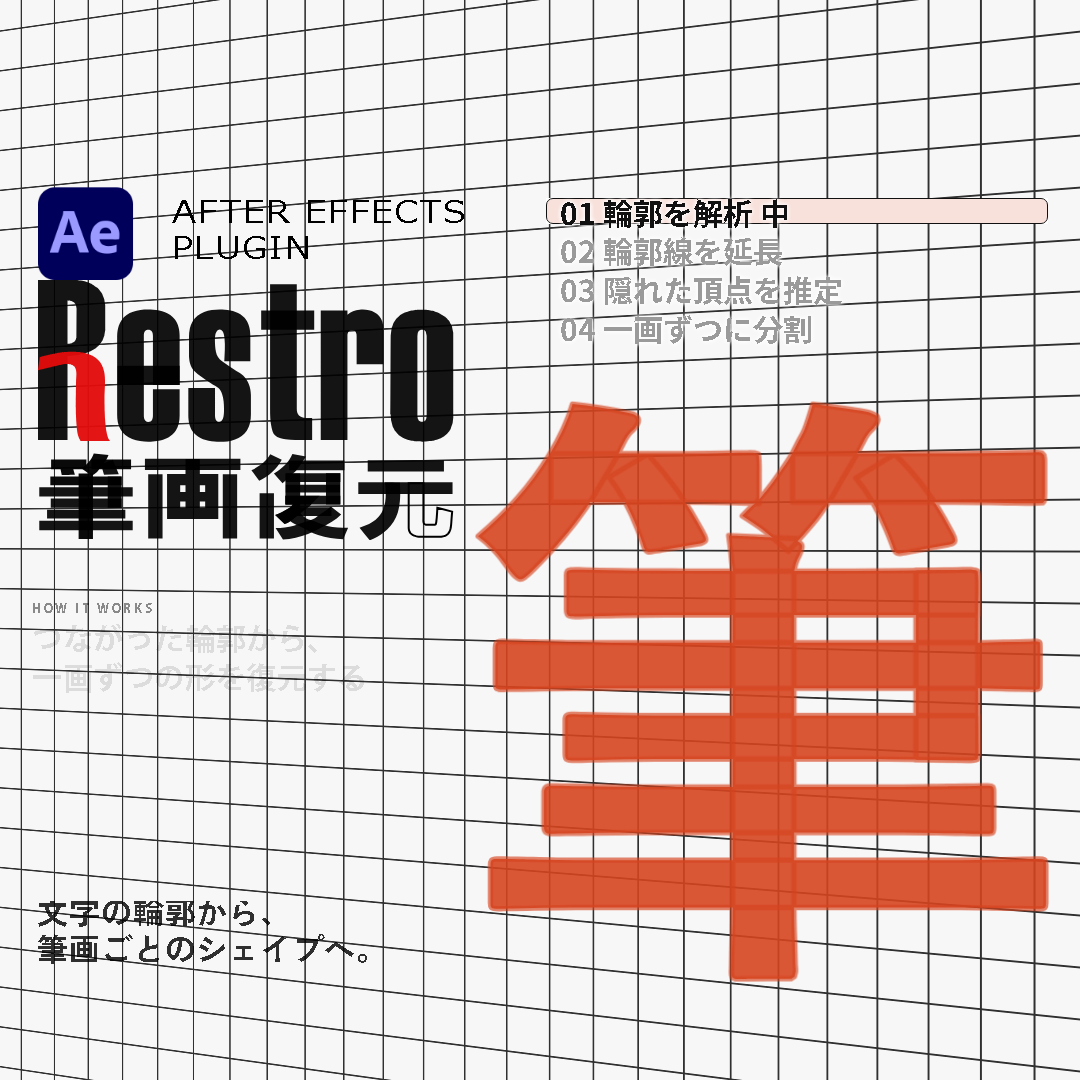 Ae
AFTER EFFECTS
PLUGIN
Restro
筆画復元
01 輪郭を解析 中
02 輪郭線を延長
03 隠れた頂点を推定
04 一画ずつに分割
筆
HOW IT WORKS
つながった輪郭から、
一画ずつの形を復元する
文字の輪郭から、
筆画ごとのシェイプへ。